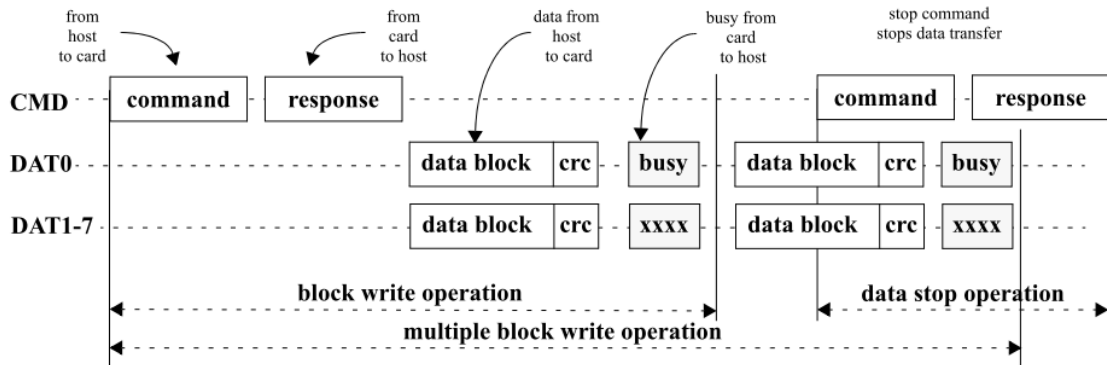 from
host
to card
from
card
to host
data from
host
to card
busy from
card
to host
stop command
stops data transfer
CMD command response command response
DAT0 data block crc busy data block crc busy
DAT1-7 data block crc xxxx data block crc xxxx
block write operation data stop operation
multiple block write operation